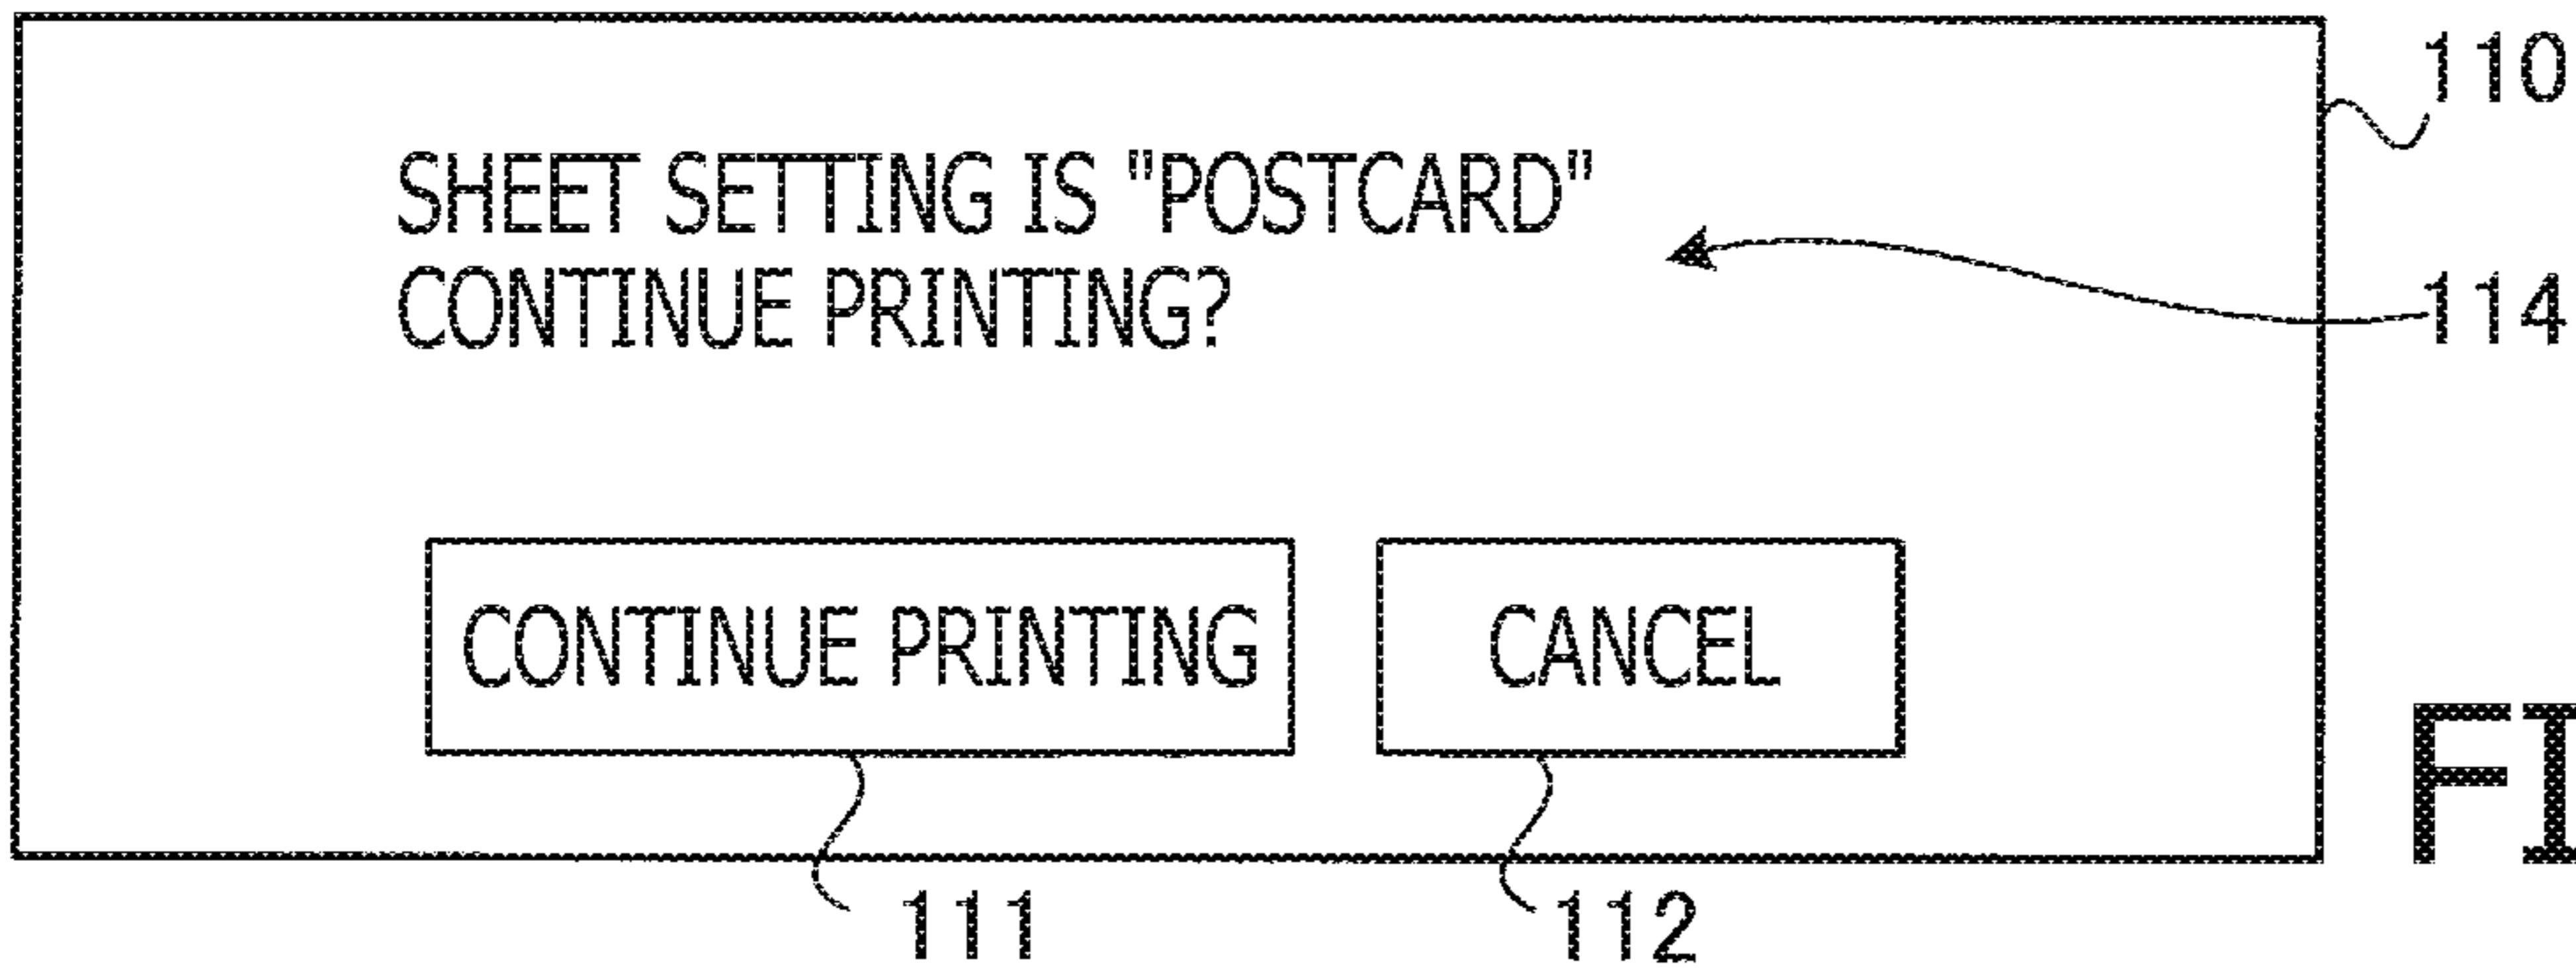 110
SHEET SETTING IS "POSTCARD"
CONTINUE PRINTING?
114
CONTINUE PRINTING
CANCEL
111
112